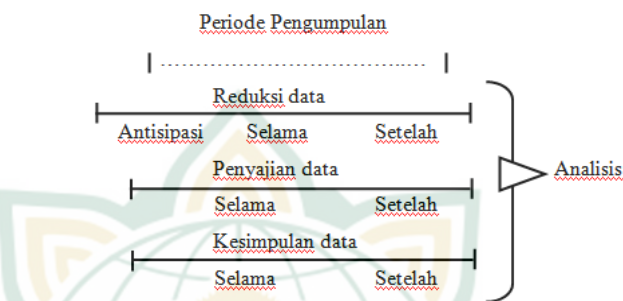 Periode Pengumpulan
Reduksi data
Antisipasi Selama Setelah
Penyajian data
Analisis
Selama Setelah
Kesimpulan data
Selama Setelah